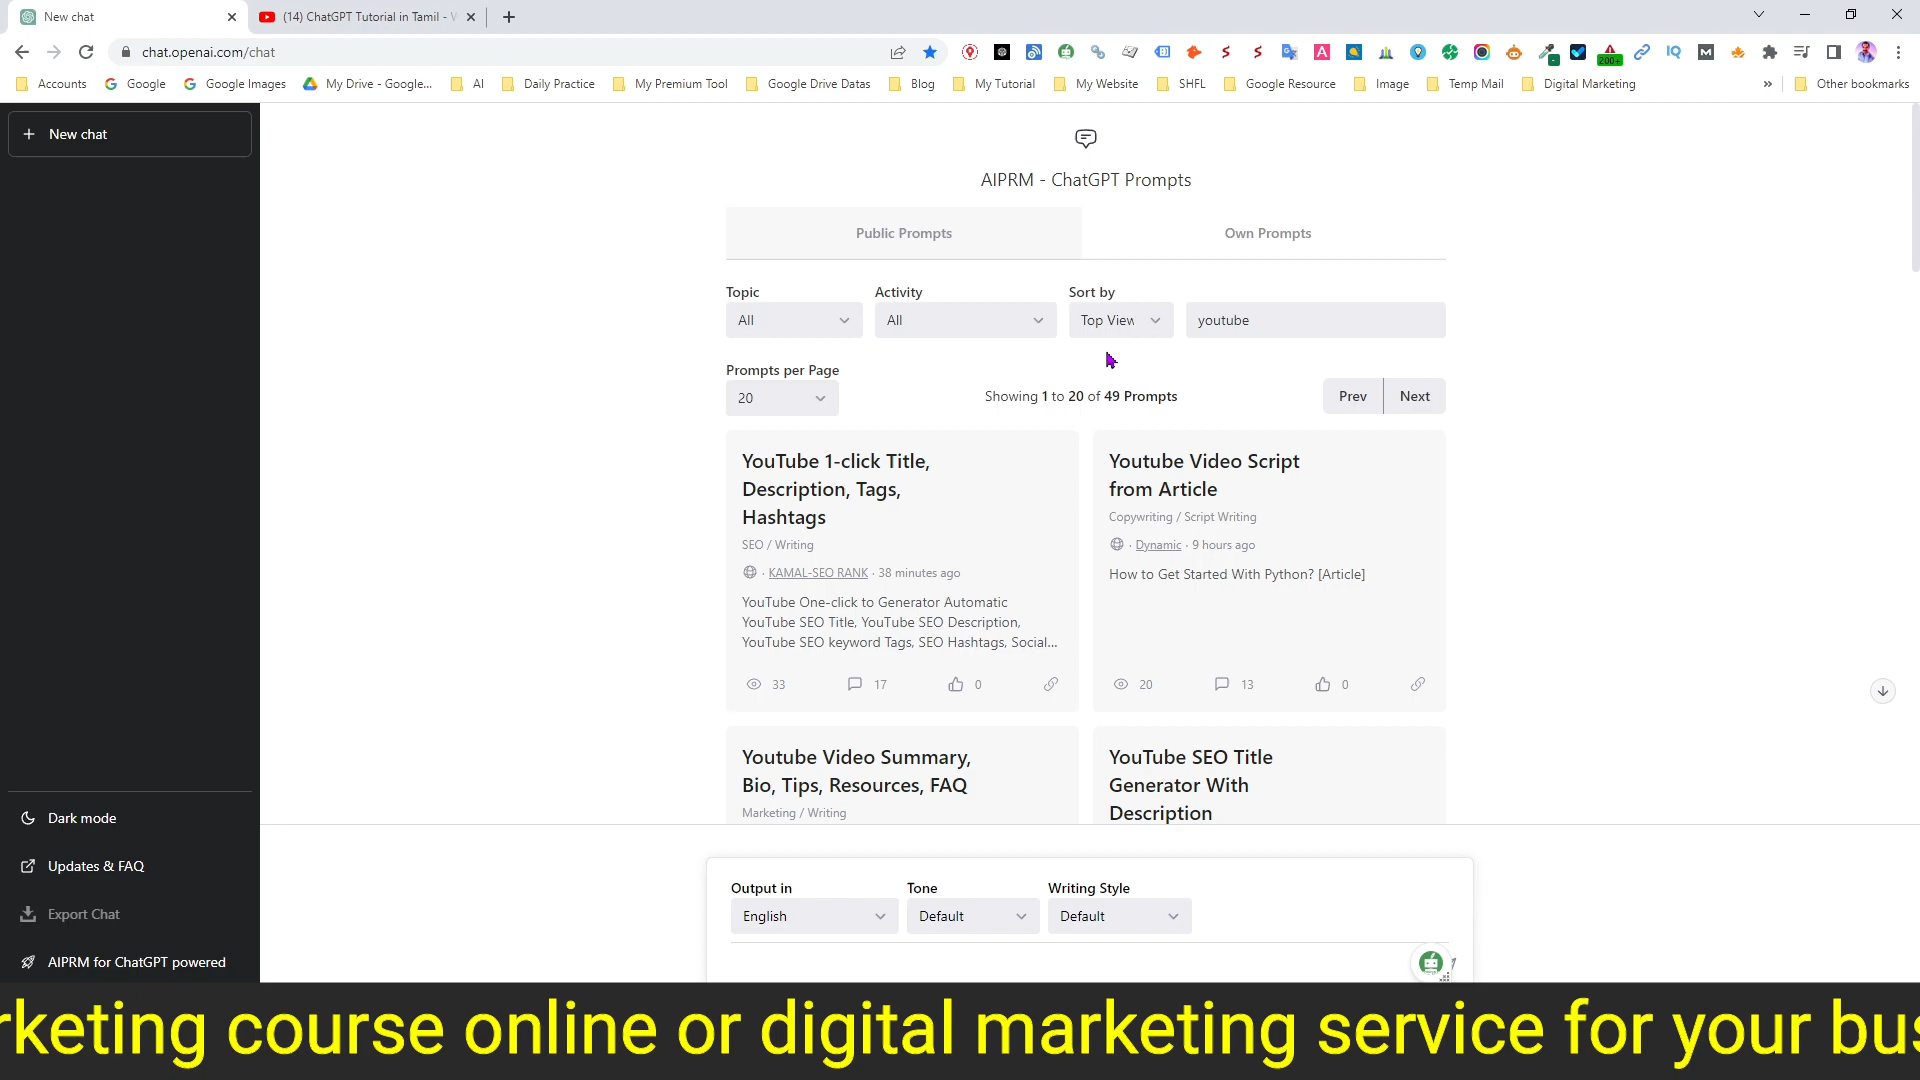 New chat
(14) ChatGPT Tutorial in Tamil -
chat.openai.com/chat
200+
Accounts
Google
Google Images
My Drive - Google...
AI
Daily Practice
My Premium Tool
Google Drive Datas
Blog
My Tutorial
My Website
SHFL
Google Resource
Image
Temp Mail
Digital Marketing
»
Other bookmarks
+ New chat
AIPRM - ChatGPT Prompts
Public Prompts
Own Prompts
Topic
Activity
Sort by
All
All
Top View
youtube
Prompts per Page
20
Showing 1 to 20 of 49 Prompts
Prev
Next
YouTube 1-click Title,
Description, Tags,
Hashtags
SEO / Writing
· KAMAL-SEO RANK · 38 minutes ago
YouTube One-click to Generator Automatic
YouTube SEO Title, YouTube SEO Description,
YouTube SEO keyword Tags, SEO Hashtags, Social...
33
17
0
Youtube Video Script
from Article
Copywriting / Script Writing
· Dynamic · 9 hours ago
How to Get Started With Python? [Article]
20
13
0
Youtube Video Summary,
Bio, Tips, Resources, FAQ
Marketing / Writing
YouTube SEO Title
Generator With
Description
Dark mode
Updates & FAQ
Export Chat
AIPRM for ChatGPT powered
Output in
Tone
Writing Style
English
Default
Default
rketing course online or digital marketing service for your bus